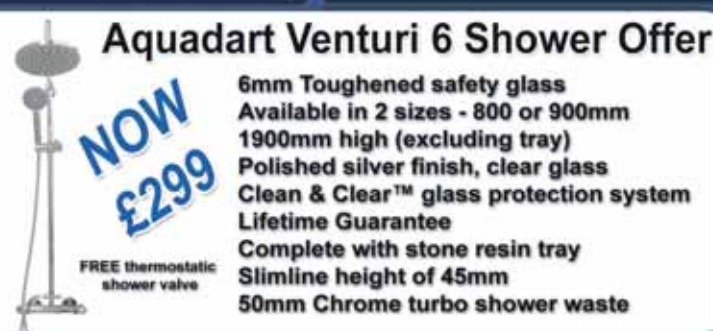 Aquadart Venturi 6 Shower Offer
NOW
£299
FREE thermostatic
shower valve
6mm Toughened safety glass
Available in 2 sizes - 800 or 900mm
1900mm high (excluding tray)
Polished silver finish, clear glass
Clean & Clear™ glass protection system
Lifetime Guarantee
Complete with stone resin tray
Slimline height of 45mm
50mm Chrome turbo shower waste